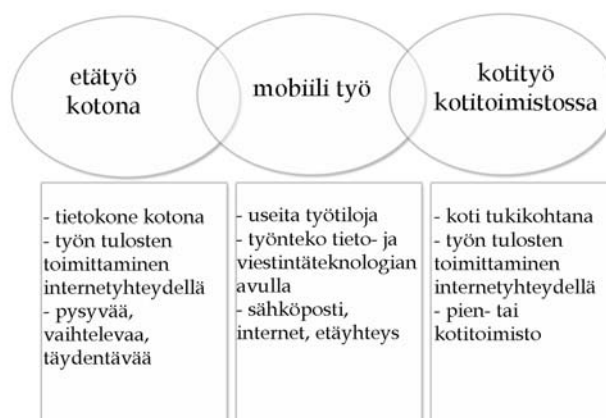 etätyö
kotona
mobiili työ
kotityö
kotitoimistossa
- tietokone kotona
- työn tulosten
toimittaminen
internetyhteydellä
- pysyvää,
vaihtelevaa,
täydentävää
- useita työtiloja
- työnteko tieto- ja
viestintäteknologian
avulla
- sähköposti,
internet, etäyhteys
- koti tukikohtana
- työn tulosten
toimittaminen
internetyhteydellä
- pien- tai
kotitoimisto